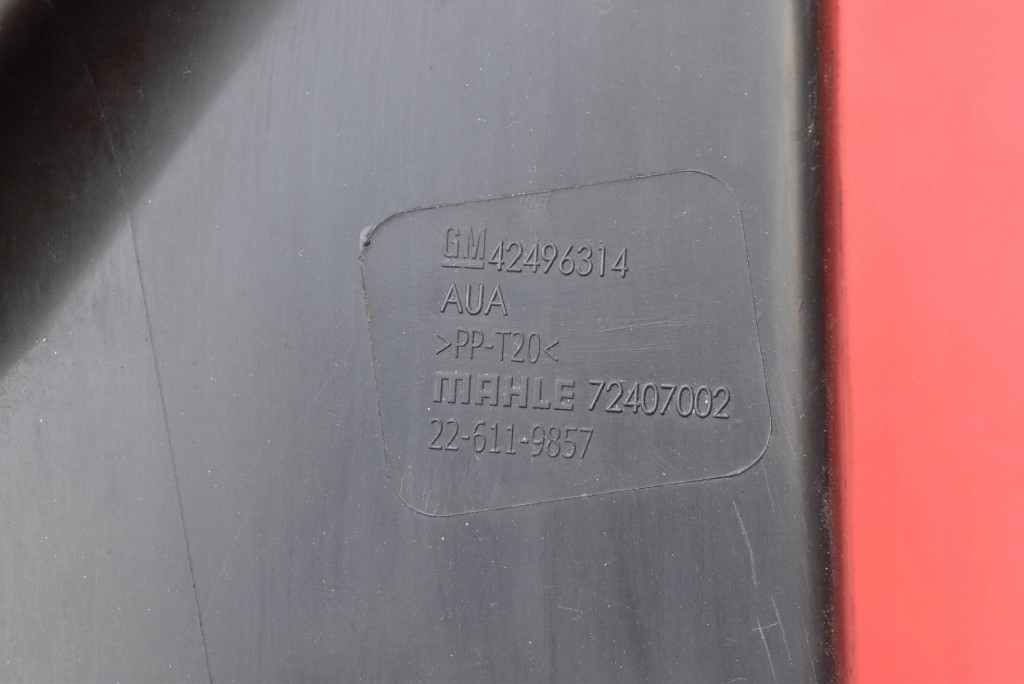 GM 42496314
AUA
>PP-T20<
MAHLE 72407002
22-611-9857